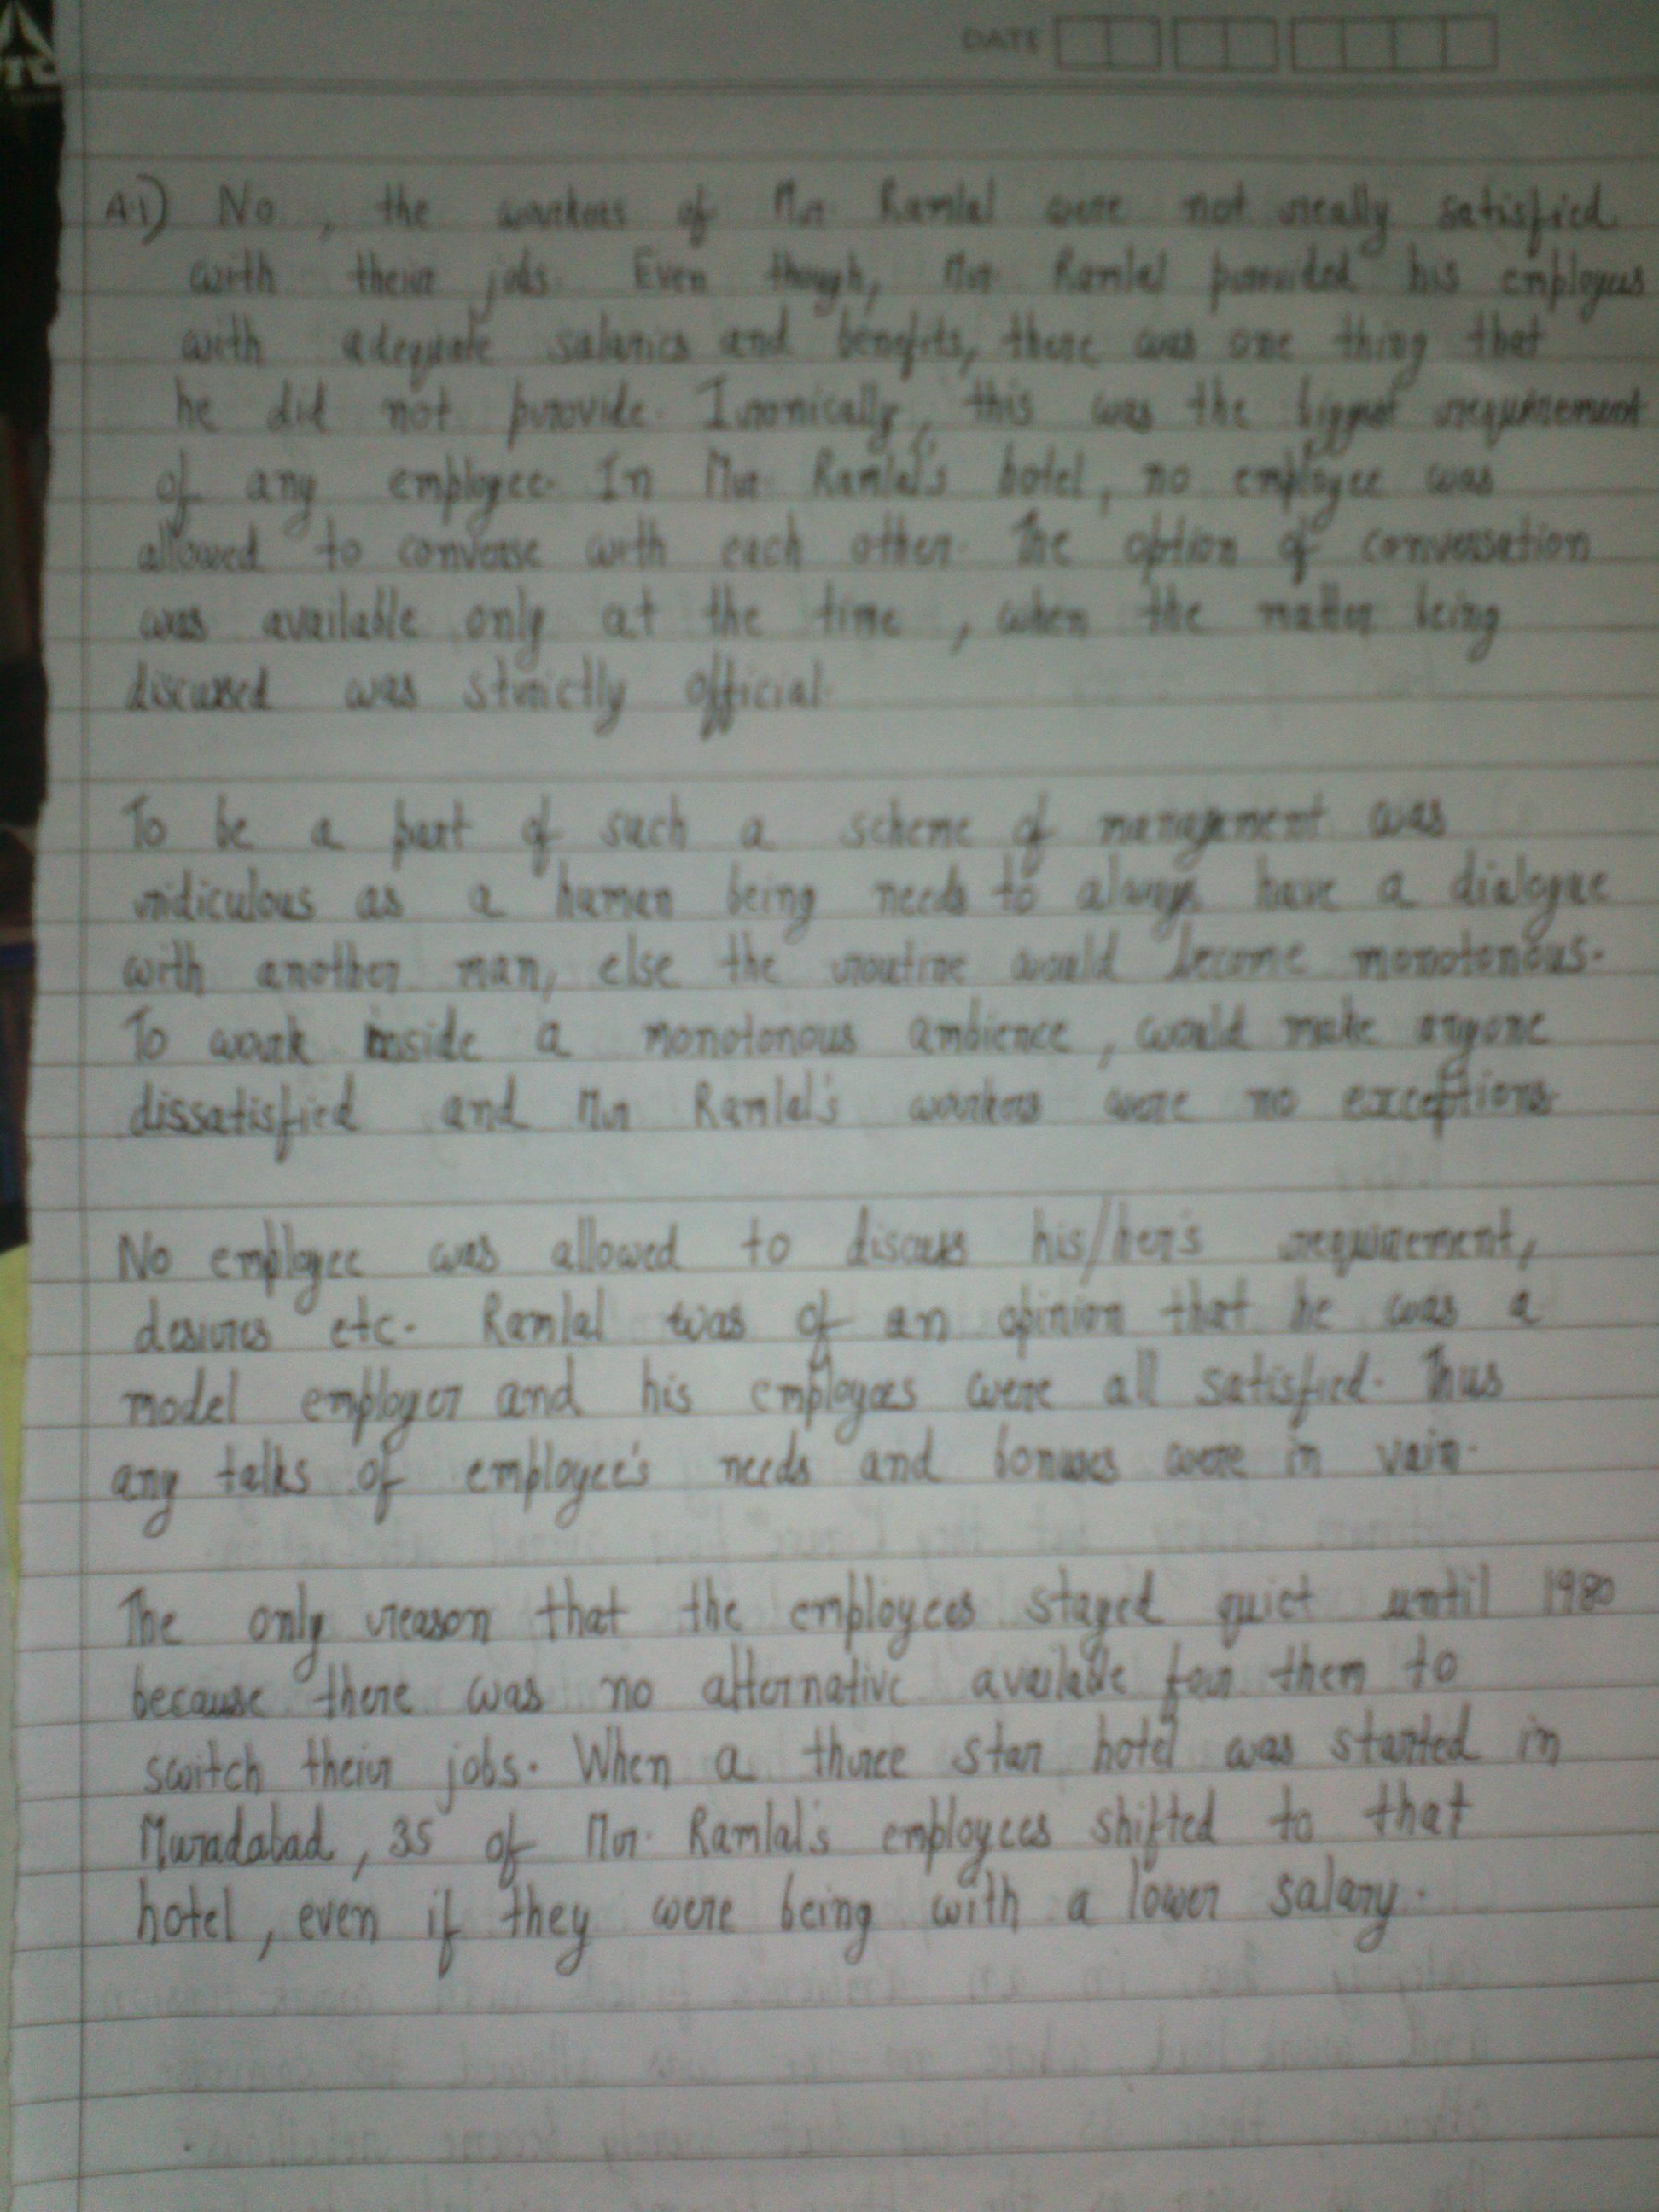 DATE
A.1) No, the workers of Mr. Ramlal were not really satisfied
with their jobs. Even though, Mr. Ramlal provided his employees
with adequate salaries and benefits, there was one thing that
he did not provide. Ironically, this was the biggest requirement
of any employee. In Mr. Ramlal's hotel, no employee was
allowed to converse with each other. The option of conversation
was available only at the time, when the matter being
discussed was strictly official.
To be a part of such a scheme of management was
ridiculous as a human being needs to always have a dialogue
with another man, else the routine would become monotonous.
To work inside a monotonous ambience, would make anyone
dissatisfied and Mr Ramlal's workers were no exceptions
No employee was allowed to discuss his/her's requirement,
desires etc. Ramlal was of an opinion that he was a
model employer and his employees were all satisfied. Thus
any talks of employee's needs and bonuses were in vain.
The only reason that the employees stayed quiet until 1980
because there was no alternative available for them to
switch their jobs. When a three star hotel was started in
Muradabad, 35 of Mr. Ramlal's employees shifted to that
hotel, even if they were being with a lower salary.